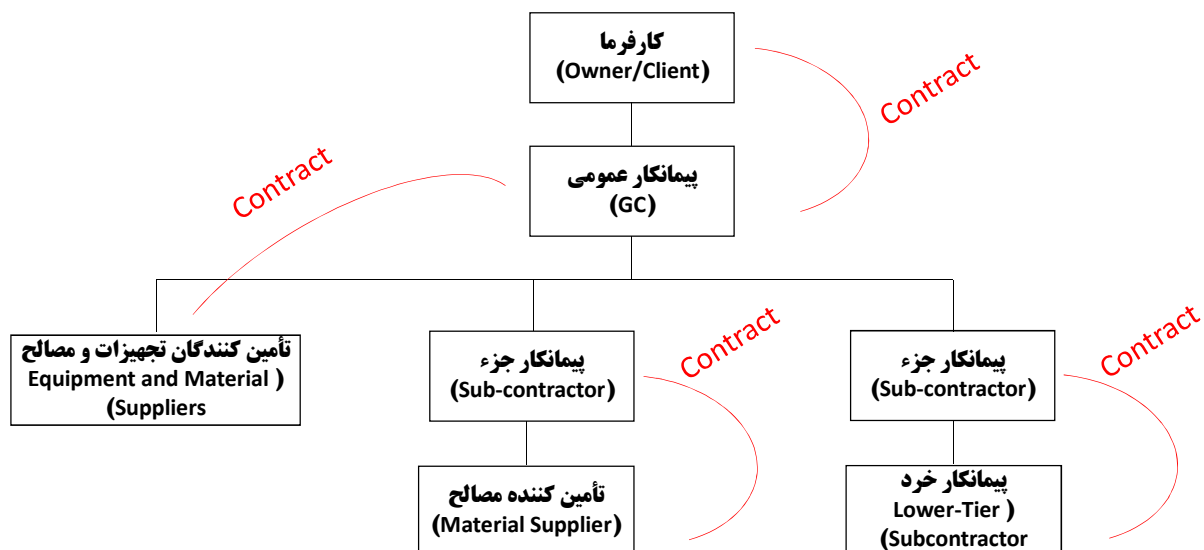 کارفرما
(Owner/Client)
Contract
پیمانکار عمومی
(GC)
Contract
تأمین کنندگان تجهیزات و مصالح
Equipment and Material )
(Suppliers
پیمانکار جزء
(Sub-contractor)
Contract
پیمانکار جزء
(Sub-contractor)
Contract
تأمین کننده مصالح
(Material Supplier)
پیمانکار خرد
Lower-Tier )
(Subcontractor